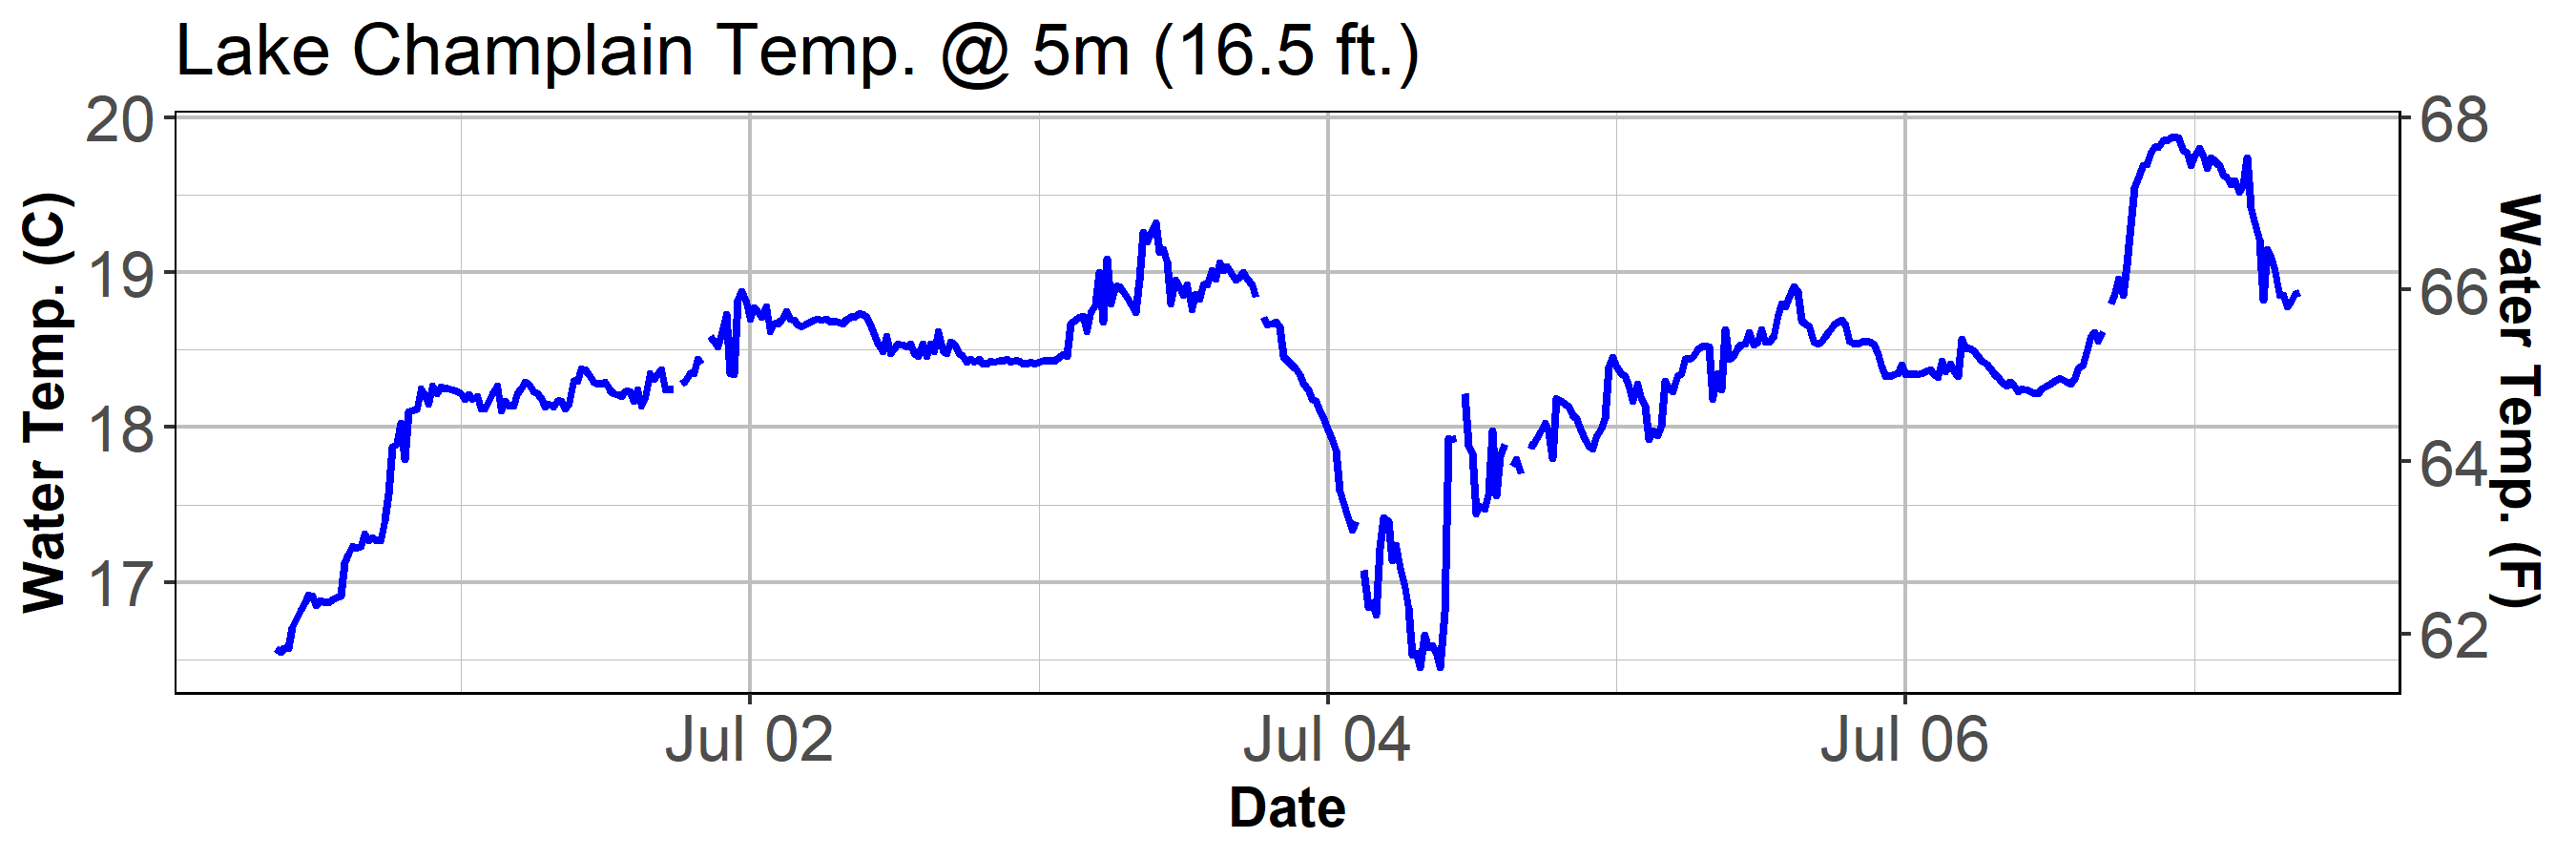 Lake Champlain Temp. @ 5m (16.5 ft.)
Water Temp. (C)
20
19
18
17
68
66
64
62
Water Temp. (F)
Jul 02
Jul 04
Jul 06
Date